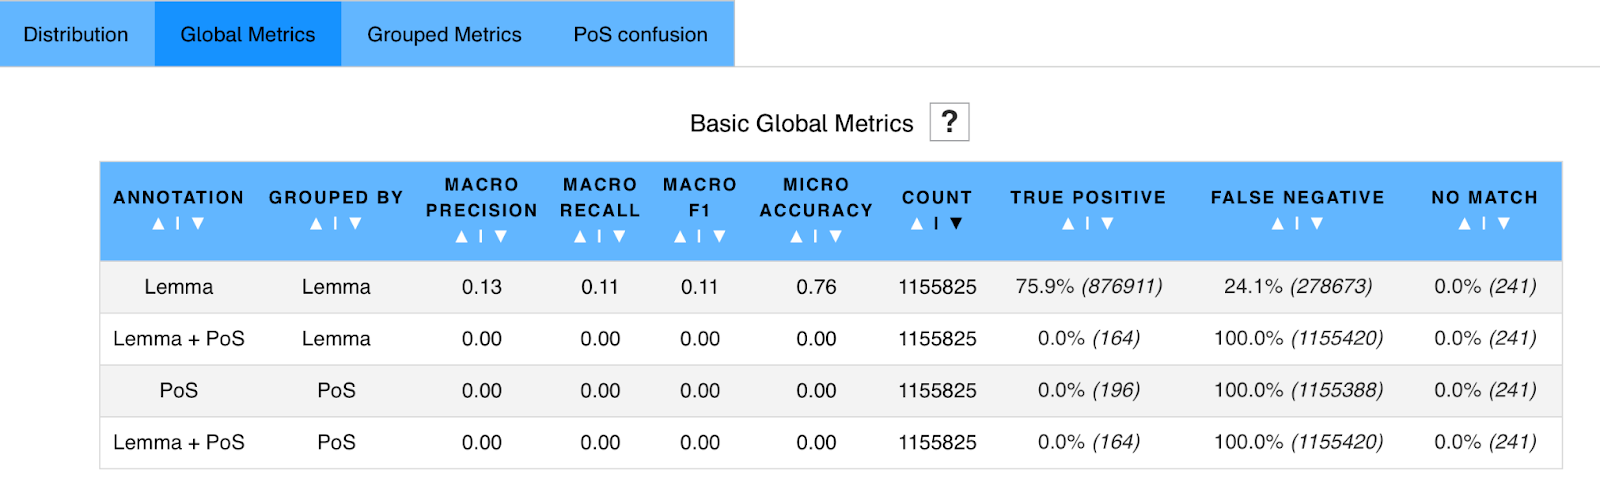 Distribution Global Metrics Grouped Metrics PoS confusion
Basic Global Metrics ?
ANNOTATION GROUPED BY MACRO PRECISION MACRO RECALL MACRO F1 MICRO ACCURACY COUNT TRUE POSITIVE FALSE NEGATIVE NO MATCH
▲ | ▼ ▲ | ▼ ▲ | ▼ ▲ | ▼ ▲ | ▼ ▲ | ▼ ▲ | ▼ ▲ | ▼ ▲ | ▼ ▲ | ▼
Lemma Lemma 0.13 0.11 0.11 0.76 1155825 75.9% (876911) 24.1% (278673) 0.0% (241)
Lemma + PoS Lemma 0.00 0.00 0.00 0.00 1155825 0.0% (164) 100.0% (1155420) 0.0% (241)
PoS PoS 0.00 0.00 0.00 0.00 1155825 0.0% (196) 100.0% (1155388) 0.0% (241)
Lemma + PoS PoS 0.00 0.00 0.00 0.00 1155825 0.0% (164) 100.0% (1155420) 0.0% (241)